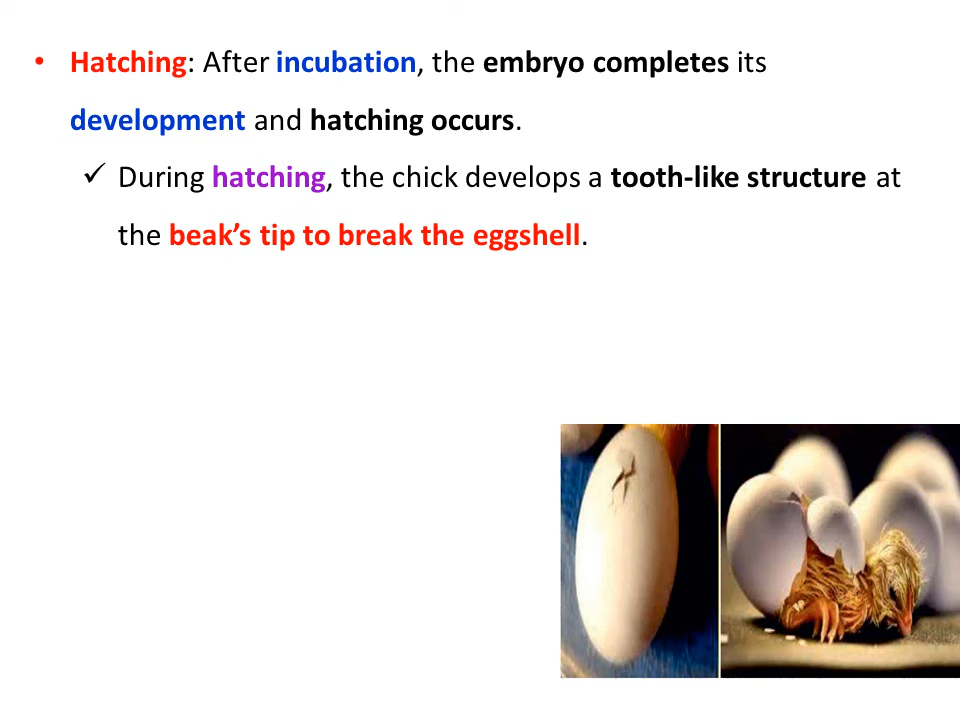 • Hatching: After incubation, the embryo completes its
development and hatching occurs.
✓ During hatching, the chick develops a tooth-like structure at
the beak’s tip to break the eggshell.